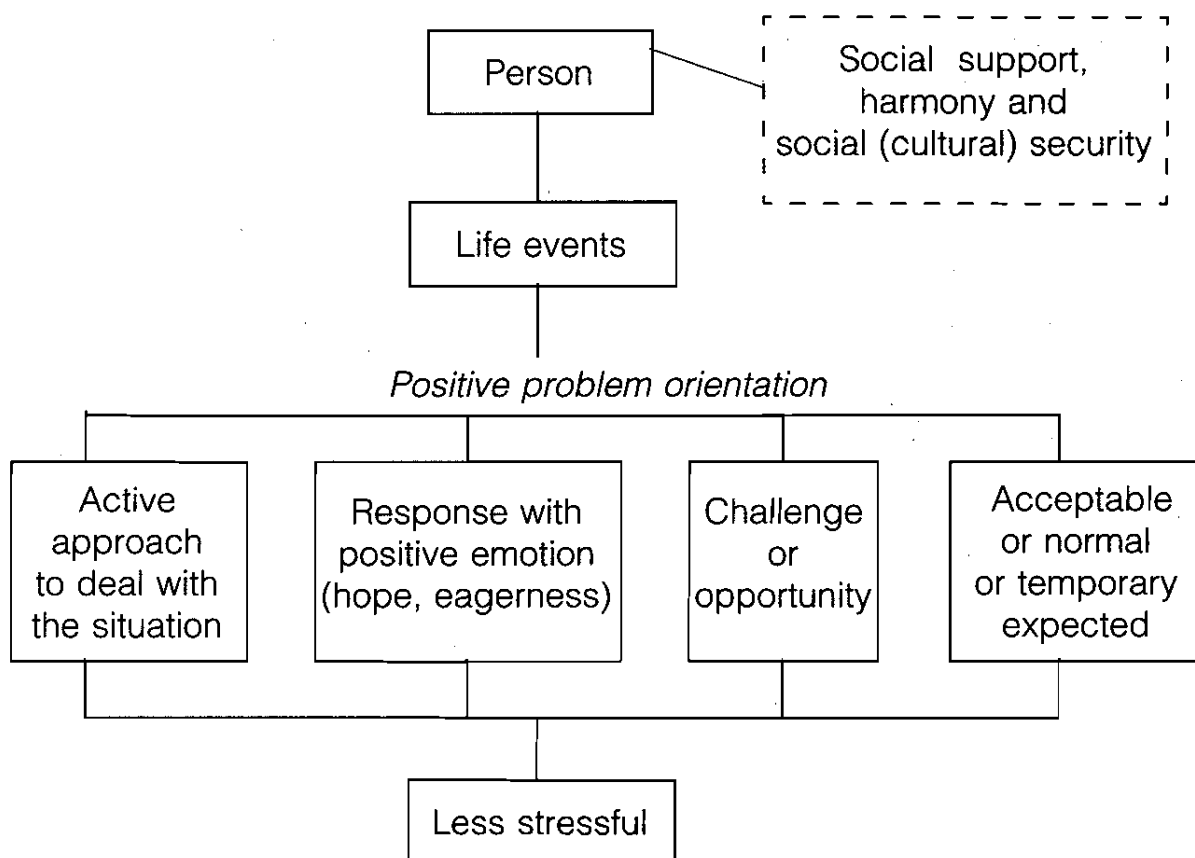 Person
Social support,
harmony and
social (cultural) security
Life events
Positive problem orientation
Active
approach
to deal with
the situation
Response with
positive emotion
(hope, eagerness)
Challenge
or
opportunity
Acceptable
or normal
or temporary
expected
Less stressful